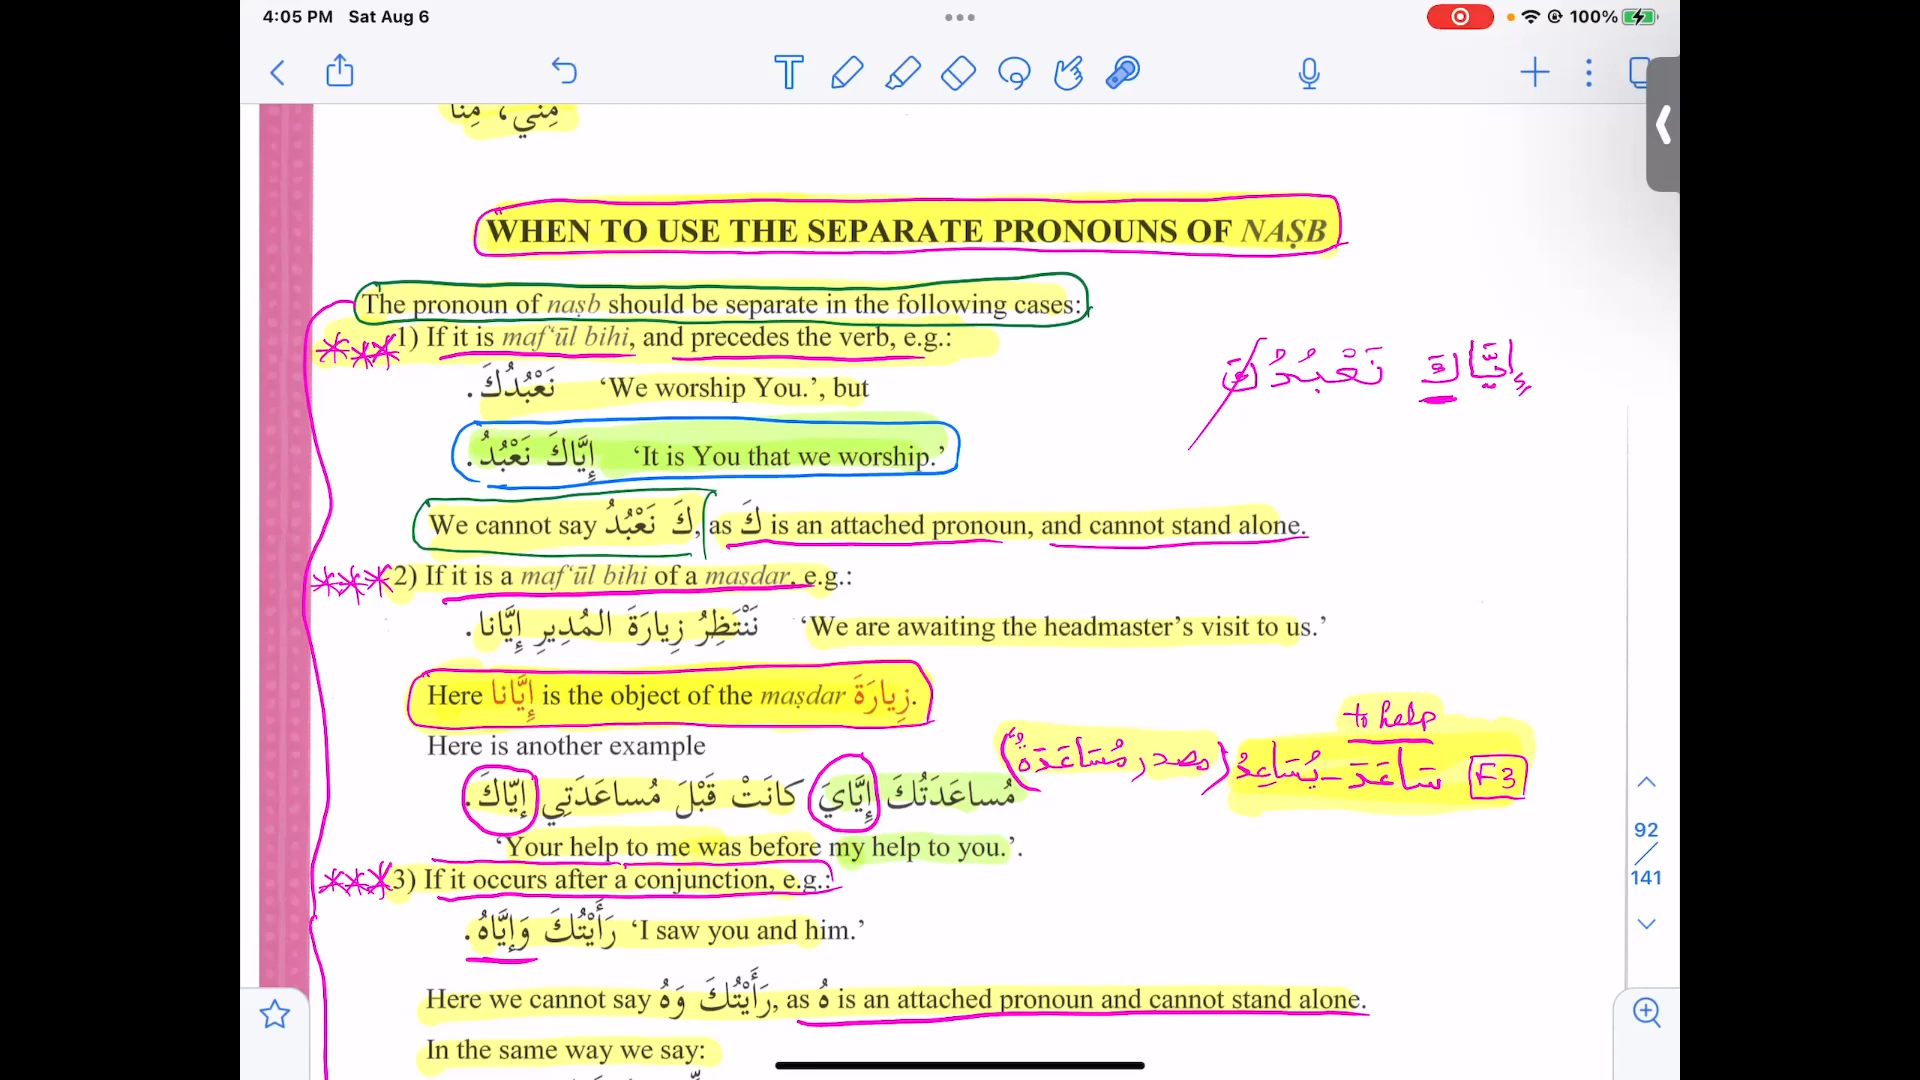 4:05 PM Sat Aug 6
100%
مِنِّي، مِنَّا
WHEN TO USE THE SEPARATE PRONOUNS OF NAṢB
The pronoun of naṣb should be separate in the following cases:
1) If it is maf‘ūl bihi, and precedes the verb, e.g.:
نَعْبُدُكَ. ‘We worship You.’, but
إِيَّاكَ نَعْبُدُكَ
إِيَّاكَ نَعْبُدُ. ‘It is You that we worship.’
We cannot say كَ نَعْبُدُ, as كَ is an attached pronoun, and cannot stand alone.
2) If it is a maf‘ūl bihi of a masdar, e.g.:
نَنْتَظِرُ زِيارَةَ المُدِيرِ إِيَّانا. ‘We are awaiting the headmaster’s visit to us.’
Here إِيَّانا is the object of the maṣdar زِيارَةَ.
to help
Here is another example
F3 سَاعَدَ – يُسَاعِدُ (مصدر مُسَاعَدَةٌ)
مُساعَدَتُكَ إِيَّايَ كانَتْ قَبْلَ مُساعَدَتِي إيّاكَ.
‘Your help to me was before my help to you.’.
92
141
3) If it occurs after a conjunction, e.g.:
رَأَيْتُكَ وَإيَّاهُ. ‘I saw you and him.’
Here we cannot say رَأَيْتُكَ وَهُ, as هُ is an attached pronoun and cannot stand alone.
In the same way we say: